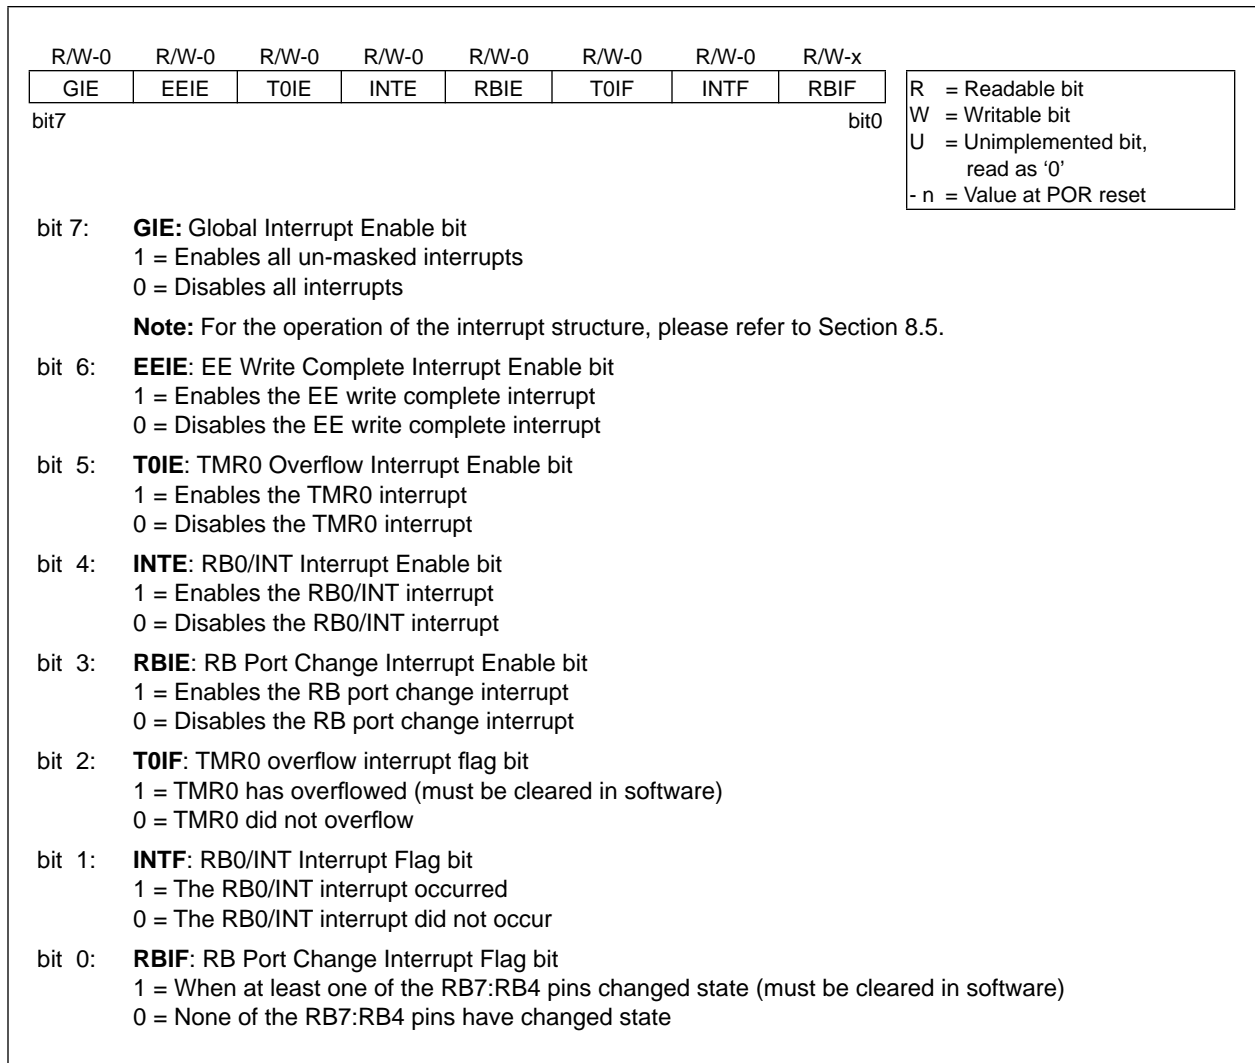 R/W-0 R/W-0 R/W-0 R/W-0 R/W-0 R/W-0 R/W-0 R/W-x
GIE EEIE T0IE INTE RBIE T0IF INTF RBIF
bit7 bit0
R = Readable bit
W = Writable bit
U = Unimplemented bit,
read as ‘0’
- n = Value at POR reset
bit 7: GIE: Global Interrupt Enable bit
1 = Enables all un-masked interrupts
0 = Disables all interrupts
Note: For the operation of the interrupt structure, please refer to Section 8.5.
bit 6: EEIE: EE Write Complete Interrupt Enable bit
1 = Enables the EE write complete interrupt
0 = Disables the EE write complete interrupt
bit 5: T0IE: TMR0 Overflow Interrupt Enable bit
1 = Enables the TMR0 interrupt
0 = Disables the TMR0 interrupt
bit 4: INTE: RB0/INT Interrupt Enable bit
1 = Enables the RB0/INT interrupt
0 = Disables the RB0/INT interrupt
bit 3: RBIE: RB Port Change Interrupt Enable bit
1 = Enables the RB port change interrupt
0 = Disables the RB port change interrupt
bit 2: T0IF: TMR0 overflow interrupt flag bit
1 = TMR0 has overflowed (must be cleared in software)
0 = TMR0 did not overflow
bit 1: INTF: RB0/INT Interrupt Flag bit
1 = The RB0/INT interrupt occurred
0 = The RB0/INT interrupt did not occur
bit 0: RBIF: RB Port Change Interrupt Flag bit
1 = When at least one of the RB7:RB4 pins changed state (must be cleared in software)
0 = None of the RB7:RB4 pins have changed state